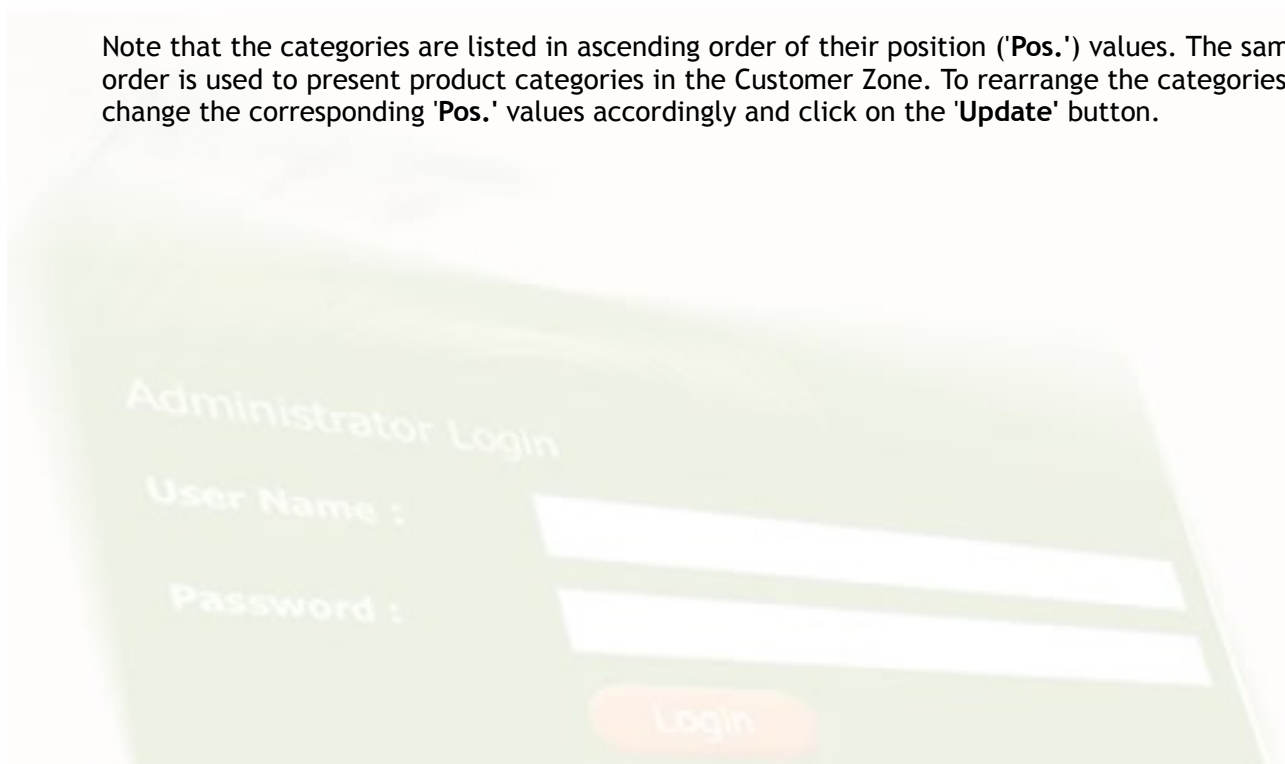 Note that the categories are listed in ascending order of their position ('Pos.') values. The sam
order is used to present product categories in the Customer Zone. To rearrange the categories
change the corresponding 'Pos.' values accordingly and click on the 'Update' button.
Administrator Login
User Name :
Password :
Login